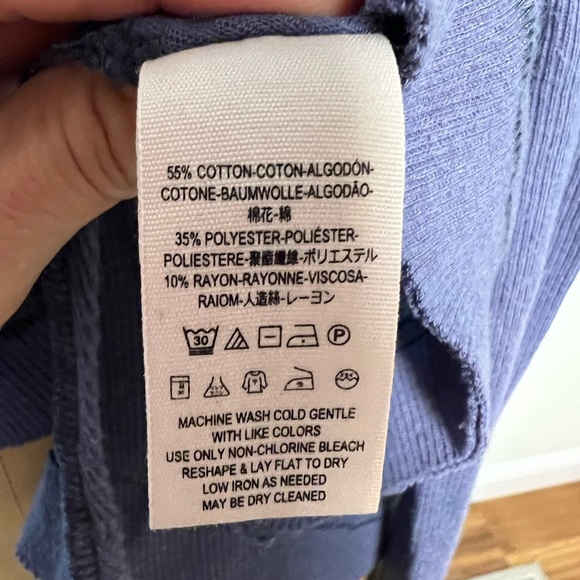 55% COTTON-COTON-ALGODÓN-
COTONE-BAUMWOLLE-ALGODÃO-
棉花-綿
35% POLYESTER-POLIÉSTER-
POLIESTERE-聚酯纖維-ポリエステル
10% RAYON-RAYONNE-VISCOSA-
RAIOM-人造絲-レーヨン
30 P
MACHINE WASH COLD GENTLE
WITH LIKE COLORS
USE ONLY NON-CHLORINE BLEACH
RESHAPE & LAY FLAT TO DRY
LOW IRON AS NEEDED
MAY BE DRY CLEANED